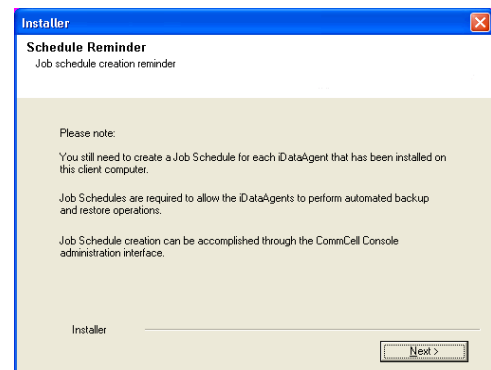 Installer
Schedule Reminder
Job schedule creation reminder
Please note:
You still need to create a Job Schedule for each iDataAgent that has been installed on
this client computer.
Job Schedules are required to allow the iDataAgents to perform automated backup
and restore operations.
Job Schedule creation can be accomplished through the CommCell Console
administration interface.
Installer
Next >